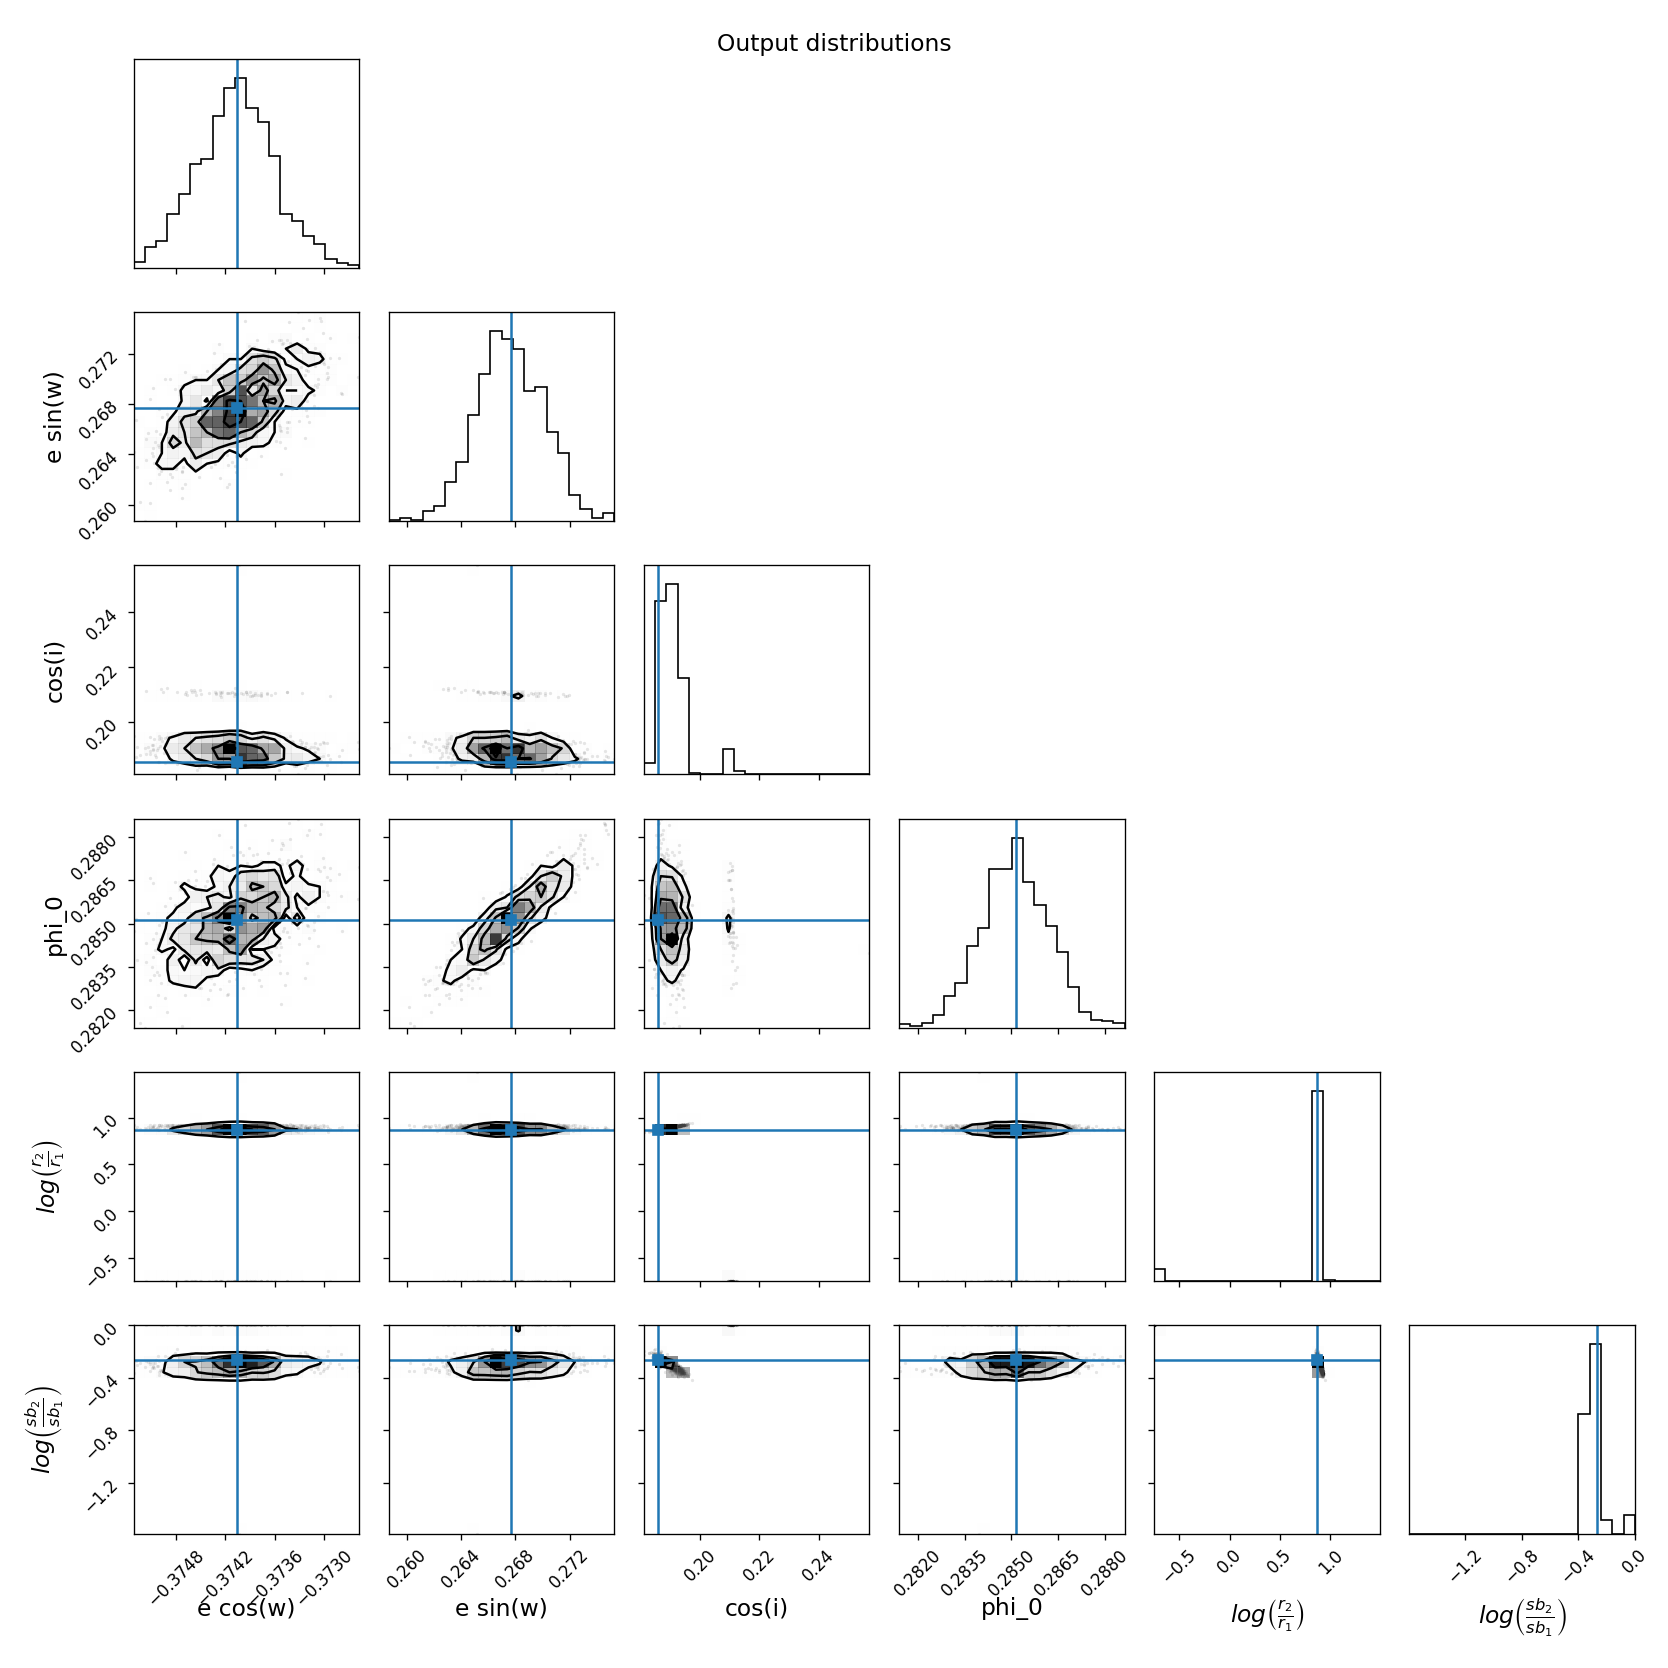 Output distributions
e sin(w)
0.272
0.268
0.264
0.260
cos(i)
0.24
0.22
0.20
phi_0
0.2880
0.2865
0.2850
0.2835
0.2820
log(r₂/r₁)
1.0
0.5
0.0
−0.5
log(sb₂/sb₁)
0.0
−0.4
−0.8
−1.2
−0.3748 −0.3742 −0.3736 −0.3730
0.260 0.264 0.268 0.272
0.20 0.22 0.24
0.2820 0.2835 0.2850 0.2865 0.2880
−0.5 0.0 0.5 1.0
−1.2 −0.8 −0.4 0.0
e cos(w) e sin(w) cos(i) phi_0 log(r₂/r₁) log(sb₂/sb₁)